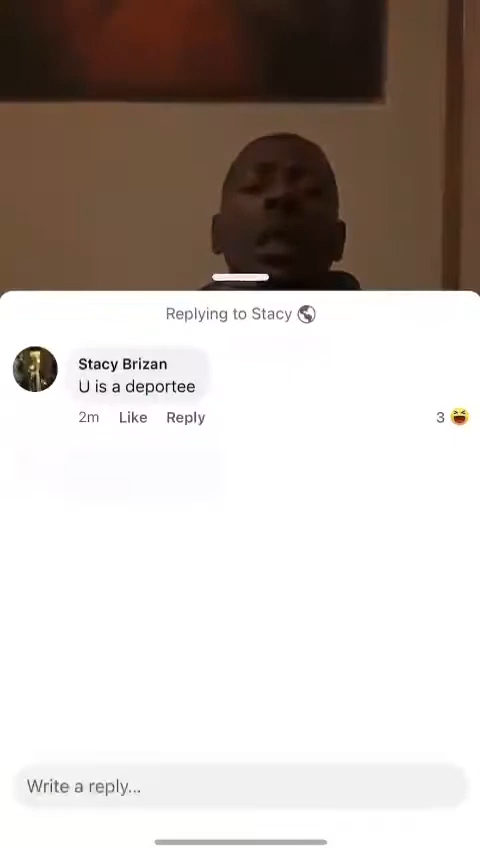 Replying to Stacy
Stacy Brizan
U is a deportee
2m Like Reply 3
Write a reply...